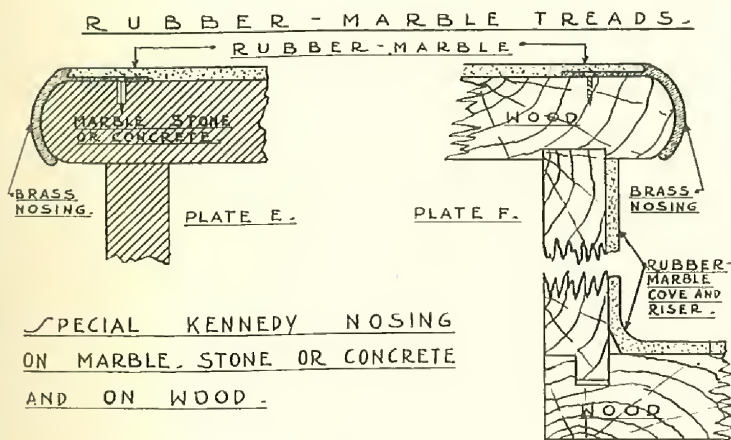 RUBBER-MARBLE TREADS.
RUBBER-MARBLE
MARBLE STONE
OR CONCRETE
BRASS
NOSING.
PLATE E.
WOOD
BRASS
NOSING
PLATE F.
RUBBER-
MARBLE
COVE AND
RISER.
SPECIAL KENNEDY NOSING
ON MARBLE. STONE OR CONCRETE
AND ON WOOD.
WOOD